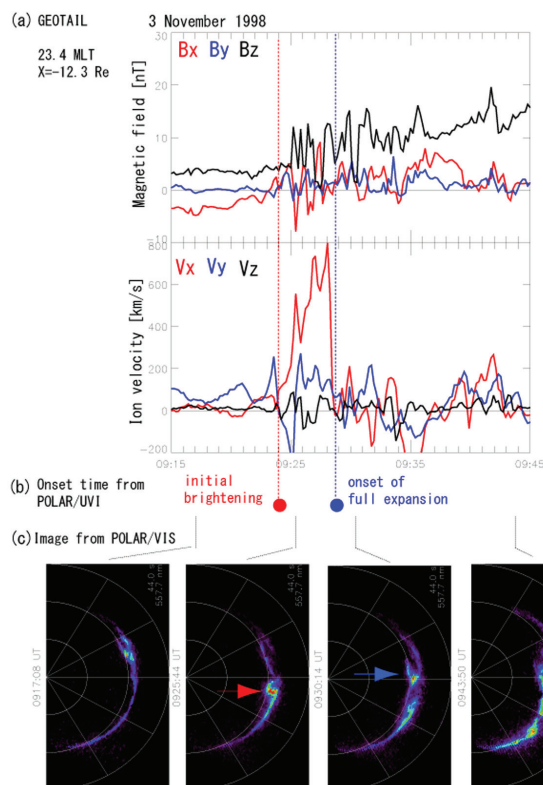 (a) GEOTAIL
3 November 1998
23.4 MLT
X=-12.3 Re
Bx By Bz
Magnetic field [nT]
30
20
10
0
-10
Vx Vy Vz
Ion velocity [km/s]
800
600
400
200
0
-200
09:15 09:25 09:35 09:45
(b) Onset time from
POLAR/UVI
initial
brightening
onset of
full expansion
(c) Image from POLAR/VIS
0917:08 UT
44.0 s
557.7 nm
0925:44 UT
44.0 s
557.7 nm
0930:14 UT
44.0 s
557.7 nm
0943:50 UT